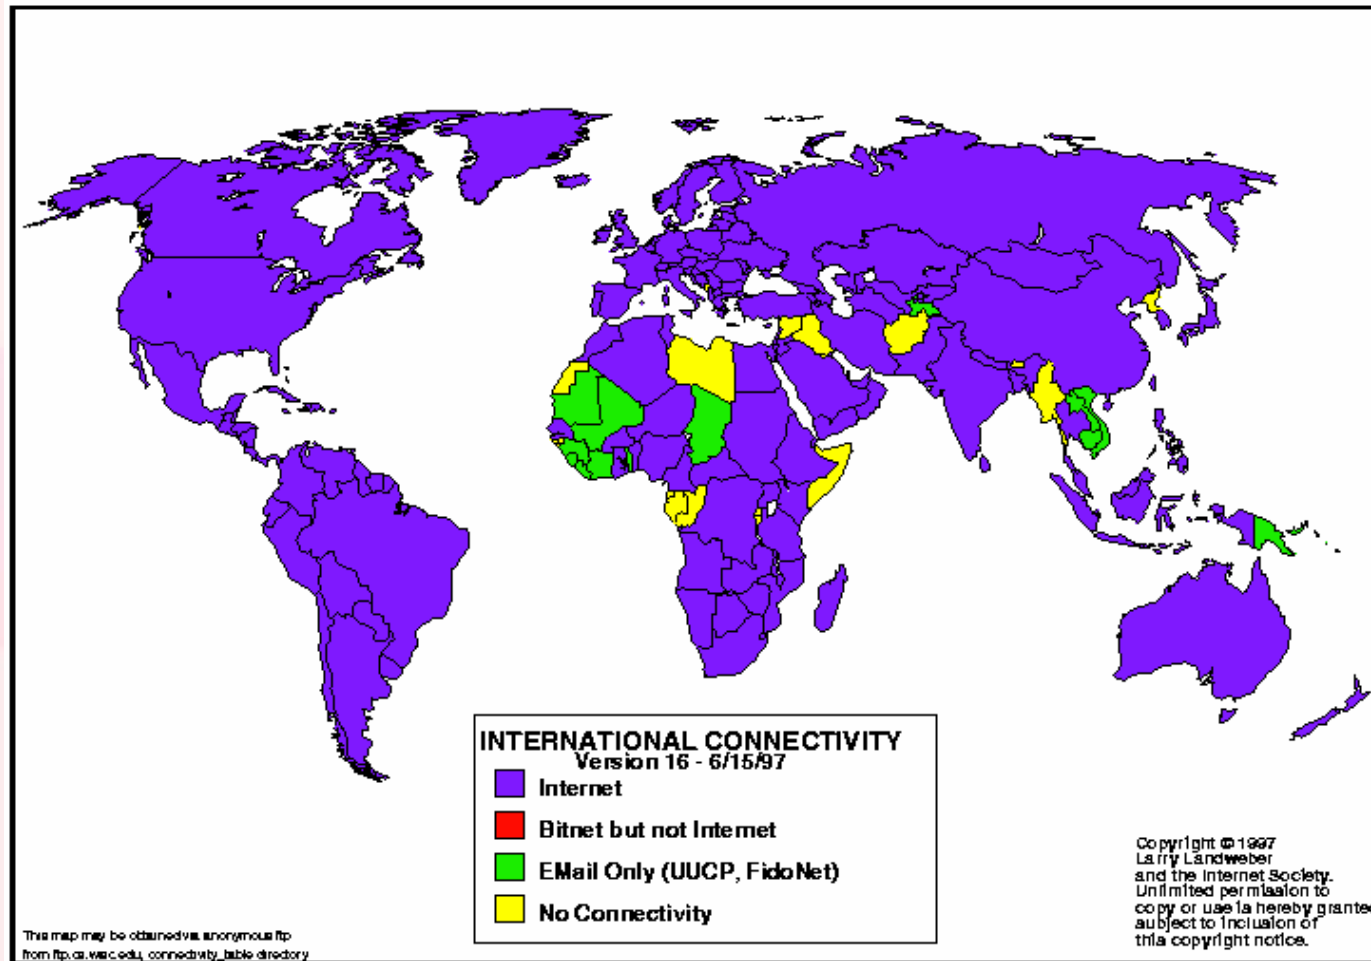 INTERNATIONAL CONNECTIVITY
Version 16 - 6/15/97
Internet
Bitnet but not Internet
EMail Only (UUCP, FidoNet)
No Connectivity
Copyright © 1997
Larry Landweber
and the Internet Society.
Unlimited permission to
copy or use is hereby granted
subject to inclusion of
this copyright notice.
This map may be obtained via anonymous ftp
from ftp.cs.wisc.edu, connectivity_table directory